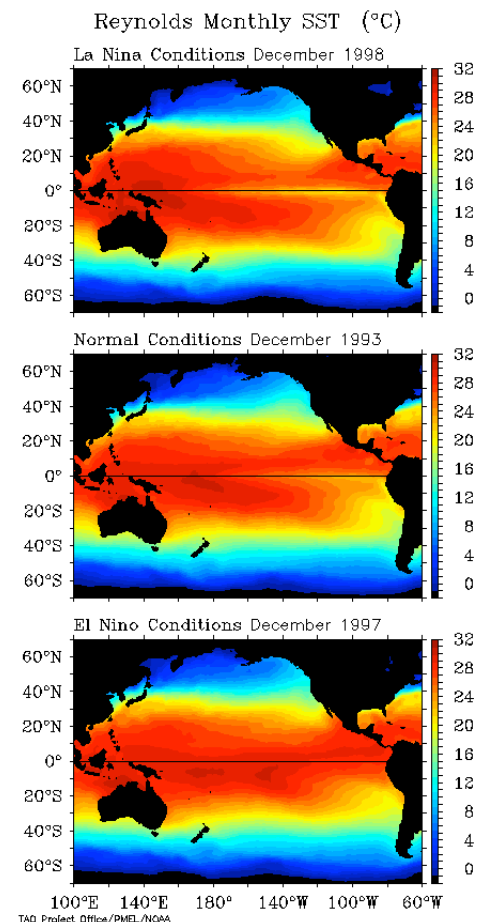 Reynolds Monthly SST (°C)
La Nina Conditions December 1998
60°N
40°N
20°N
0°
20°S
40°S
60°S
32
28
24
20
16
12
8
4
0
Normal Conditions December 1993
60°N
40°N
20°N
0°
20°S
40°S
60°S
32
28
24
20
16
12
8
4
0
El Nino Conditions December 1997
60°N
40°N
20°N
0°
20°S
40°S
60°S
32
28
24
20
16
12
8
4
0
100°E 140°E 180° 140°W 100°W 60°W
TAO Project Office/PMEL/NOAA